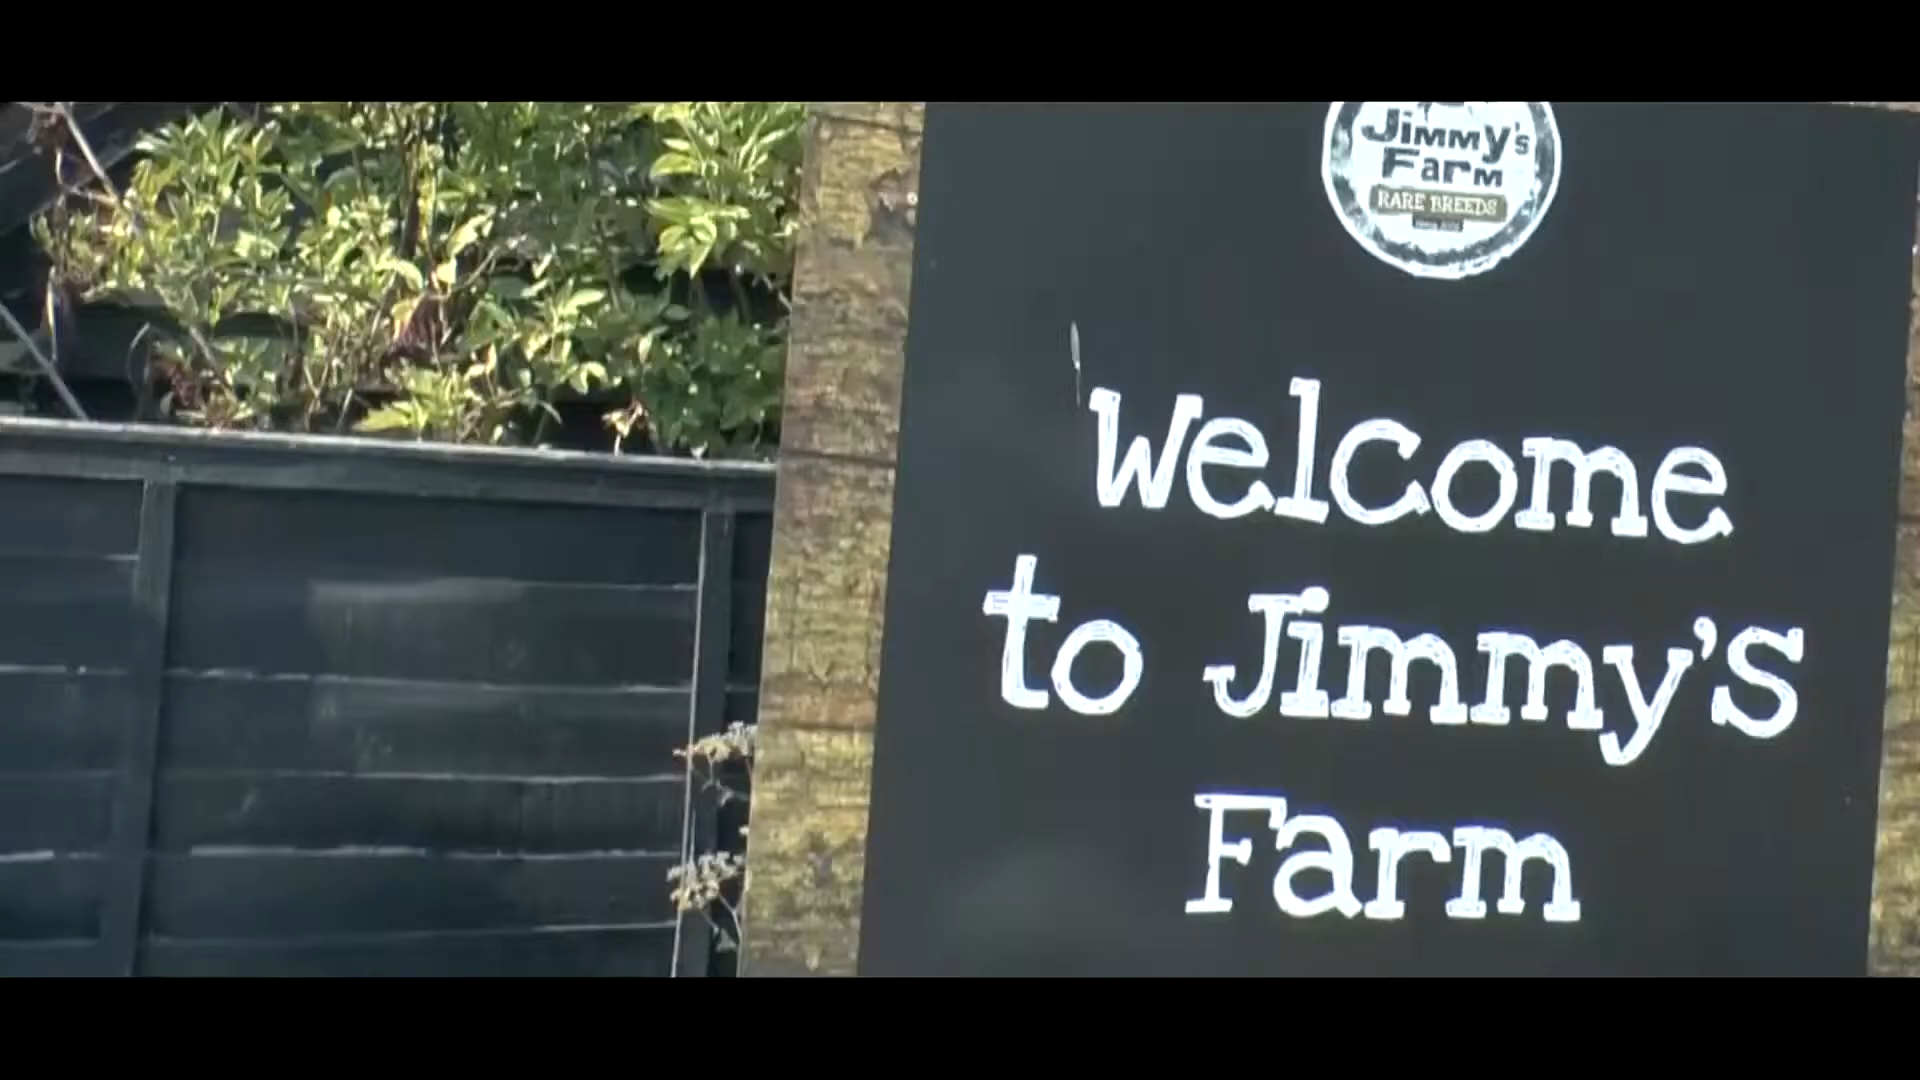 Jimmy's
Farm
RARE BREEDS
Welcome
to Jimmy's
Farm